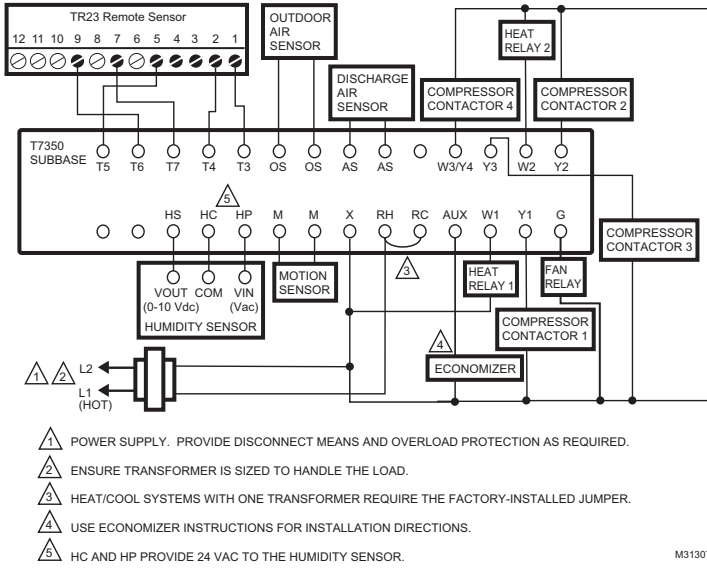 TR23 Remote Sensor
12 11 10 9 8 7 6 5 4 3 2 1
OUTDOOR
AIR
SENSOR
DISCHARGE
AIR
SENSOR
HEAT
RELAY 2
COMPRESSOR
CONTACTOR 4
COMPRESSOR
CONTACTOR 2
T7350
SUBBASE
T5 T6 T7 T4 T3 OS OS AS AS W3/Y4 Y3 W2 Y2
5
HS HC HP M M X RH RC AUX W1 Y1 G
COMPRESSOR
CONTACTOR 3
3
VOUT COM VIN
(0-10 Vdc) (Vac)
HUMIDITY SENSOR
MOTION
SENSOR
HEAT
RELAY 1
FAN
RELAY
COMPRESSOR
CONTACTOR 1
4
ECONOMIZER
1 2 L2
L1
(HOT)
1 POWER SUPPLY. PROVIDE DISCONNECT MEANS AND OVERLOAD PROTECTION AS REQUIRED.
2 ENSURE TRANSFORMER IS SIZED TO HANDLE THE LOAD.
3 HEAT/COOL SYSTEMS WITH ONE TRANSFORMER REQUIRE THE FACTORY-INSTALLED JUMPER.
4 USE ECONOMIZER INSTRUCTIONS FOR INSTALLATION DIRECTIONS.
5 HC AND HP PROVIDE 24 VAC TO THE HUMIDITY SENSOR.